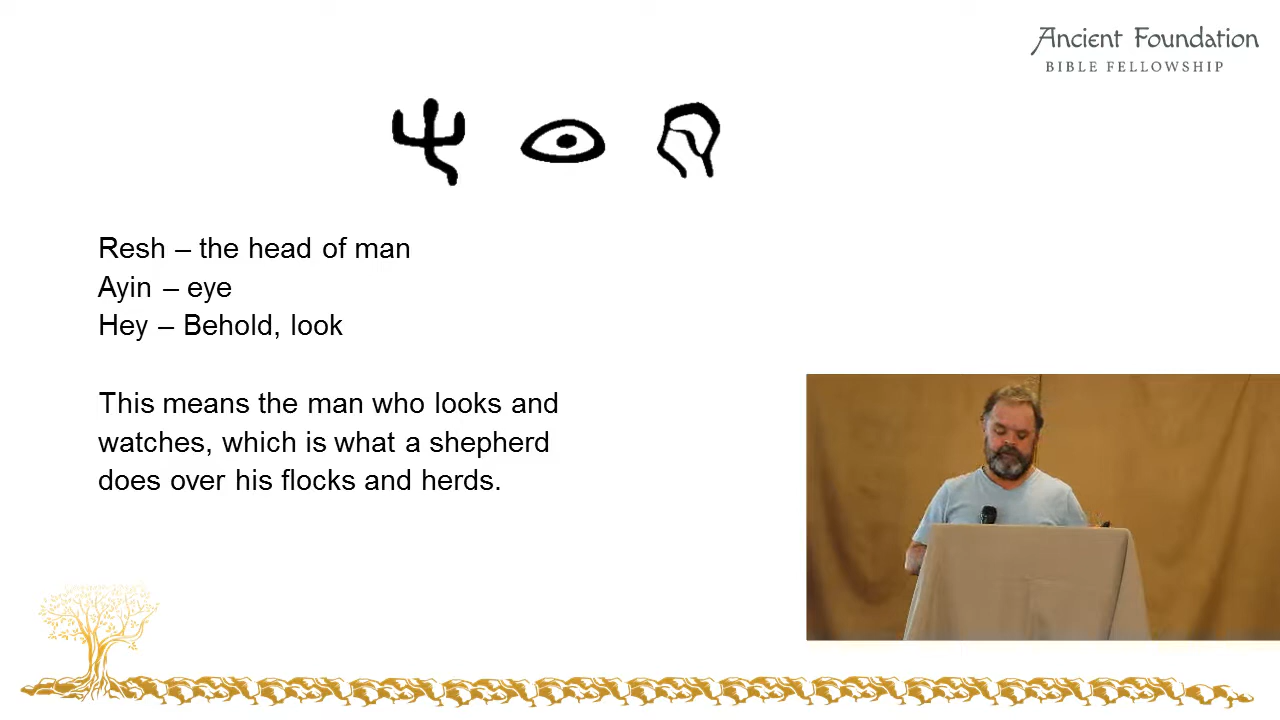 Ancient Foundation
BIBLE FELLOWSHIP
Resh – the head of man
Ayin – eye
Hey – Behold, look
This means the man who looks and
watches, which is what a shepherd
does over his flocks and herds.